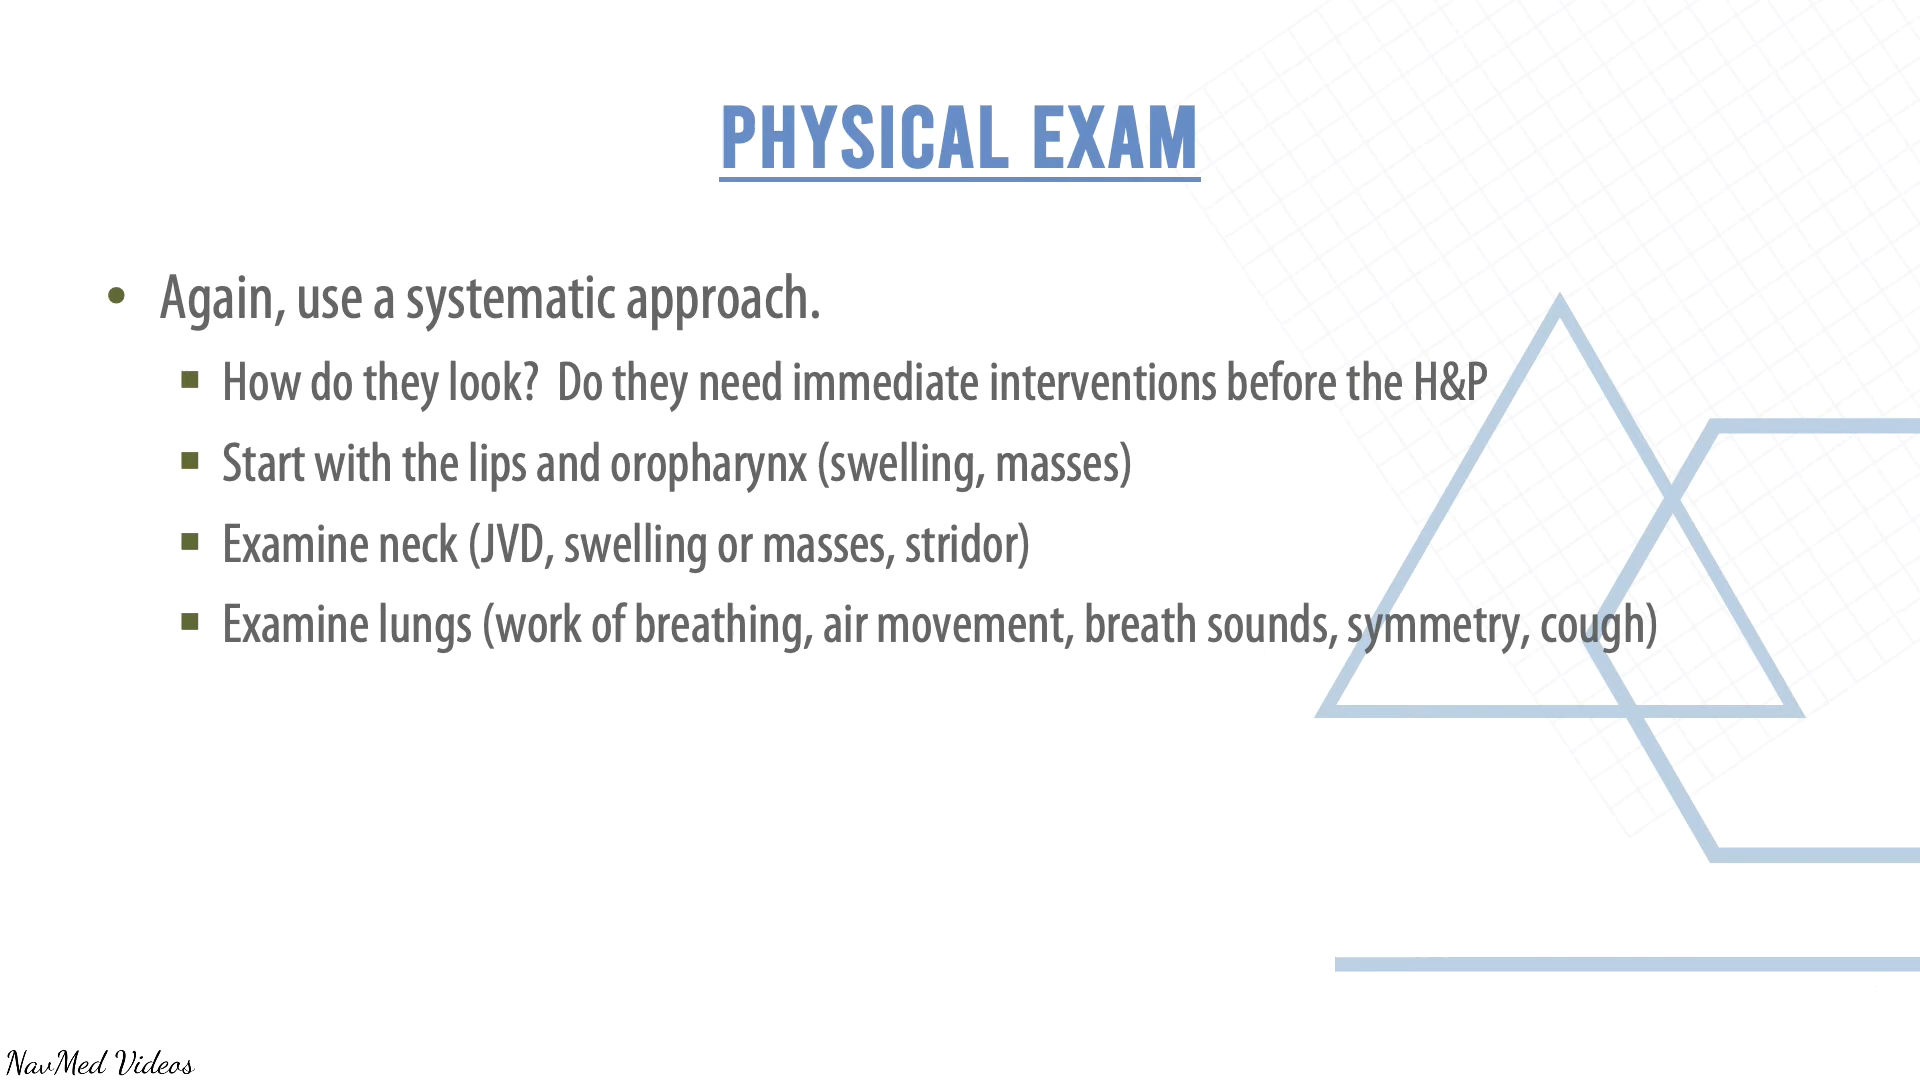 PHYSICAL EXAM
• Again, use a systematic approach.
▪ How do they look?  Do they need immediate interventions before the H&P
▪ Start with the lips and oropharynx (swelling, masses)
▪ Examine neck (JVD, swelling or masses, stridor)
▪ Examine lungs (work of breathing, air movement, breath sounds, symmetry, cough)
NavMed Videos